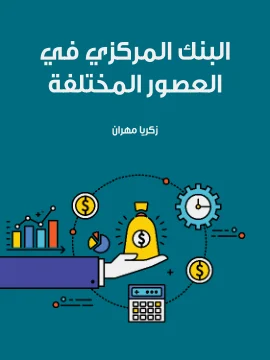 البنك المركزي في
العصور المختلفة
زكريا مهران
$
$
$